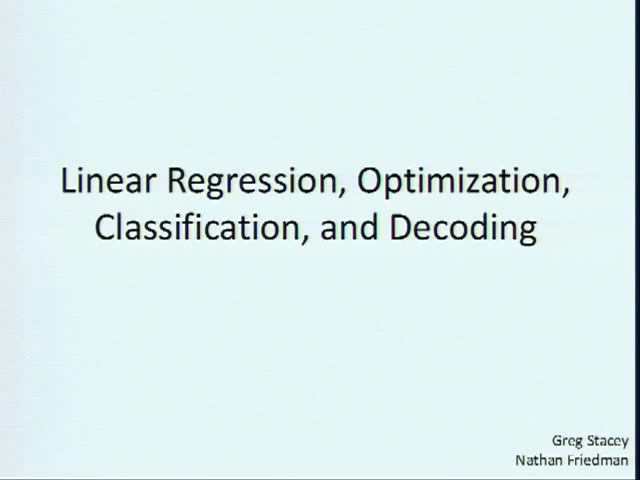 Linear Regression, Optimization,
Classification, and Decoding
Greg Stacey
Nathan Friedman